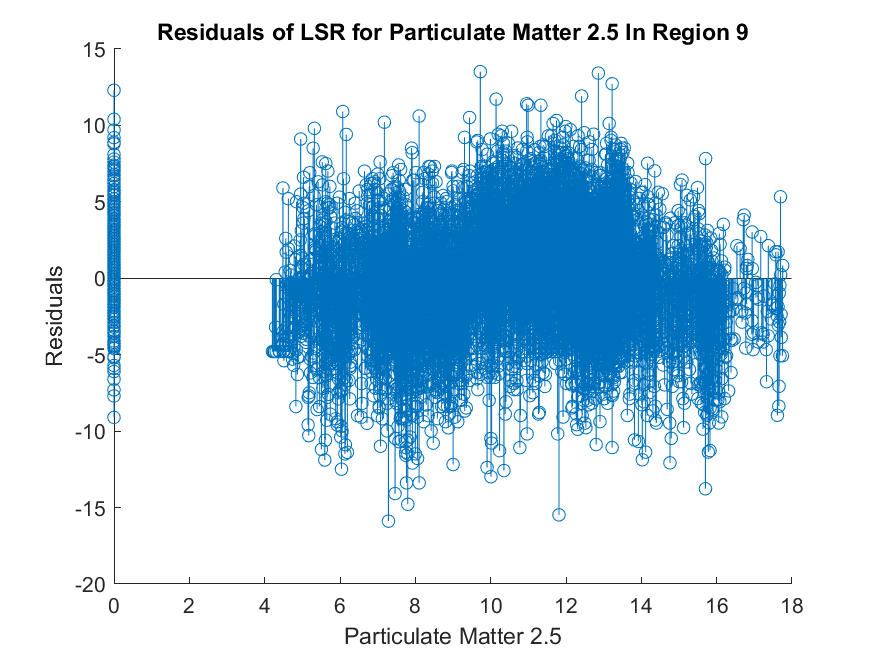 Residuals of LSR for Particulate Matter 2.5 In Region 9
15
10
5
0
-5
-10
-15
-20
Residuals
0 2 4 6 8 10 12 14 16 18
Particulate Matter 2.5